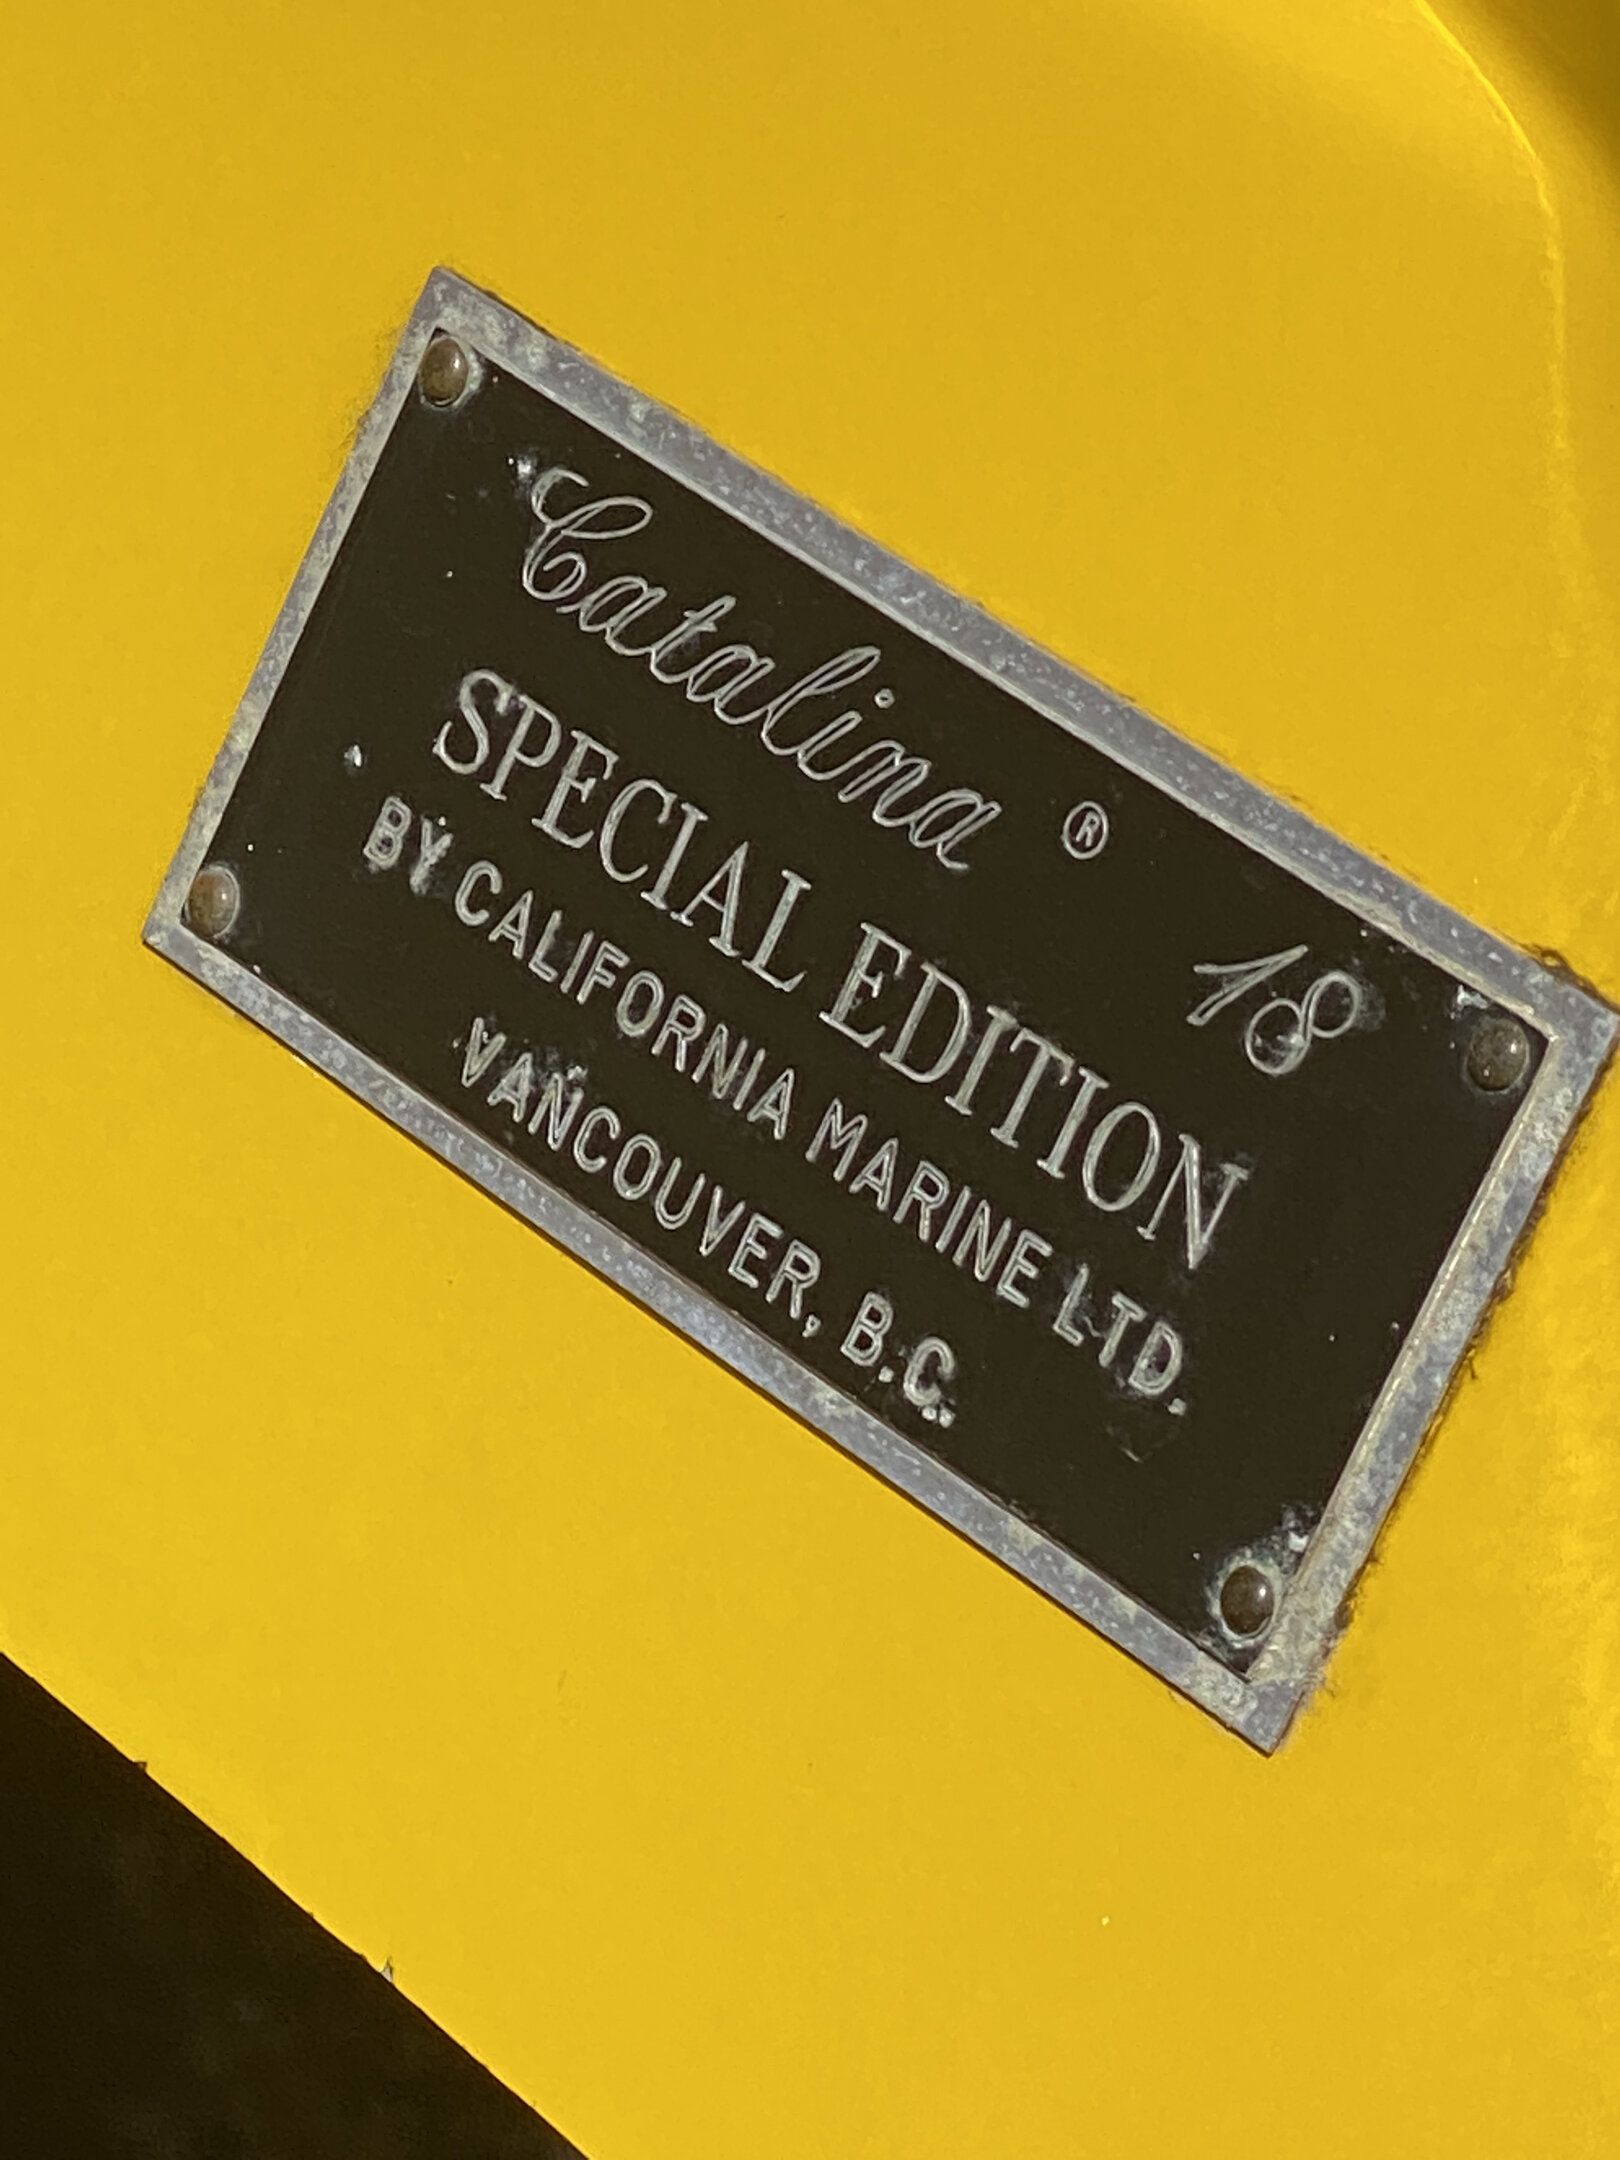 Catalina ® 18
SPECIAL EDITION
BY CALIFORNIA MARINE LTD.
VANCOUVER, B.C.